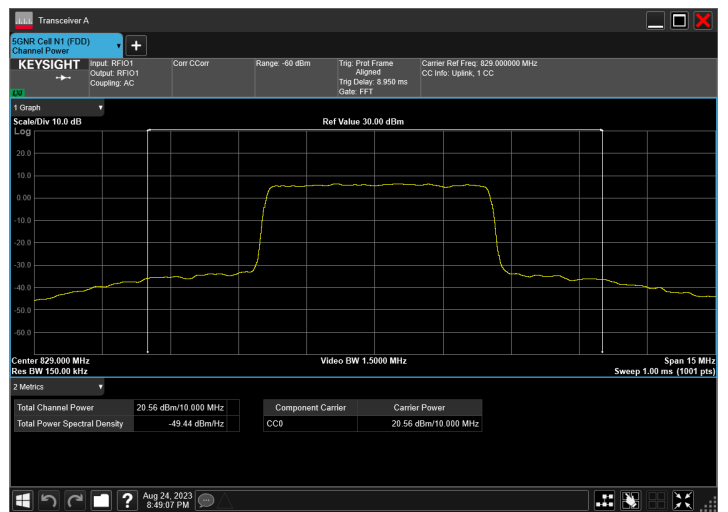 Transceiver A
5GNR Cell N1 (FDD)
Channel Power
KEYSIGHT
LXI
Input: RFIO1
Output: RFIO1
Coupling: AC
Corr CCorr
Range: -60 dBm
Trig: Prot Frame
Aligned
Trig Delay: 8.950 ms
Gate: FFT
Carrier Ref Freq: 829.000000 MHz
CC Info: Uplink, 1 CC
1 Graph
Scale/Div 10.0 dB
Ref Value 30.00 dBm
Log
20.0
10.0
0.00
-10.0
-20.0
-30.0
-40.0
-50.0
-60.0
Center 829.000 MHz
Video BW 1.5000 MHz
Span 15 MHz
Res BW 150.00 kHz
Sweep 1.00 ms (1001 pts)
2 Metrics
Total Channel Power 20.56 dBm/10.000 MHz
Total Power Spectral Density -49.44 dBm/Hz
Component Carrier Carrier Power
CC0 20.56 dBm/10.000 MHz
Aug 24, 2023
8:49:07 PM